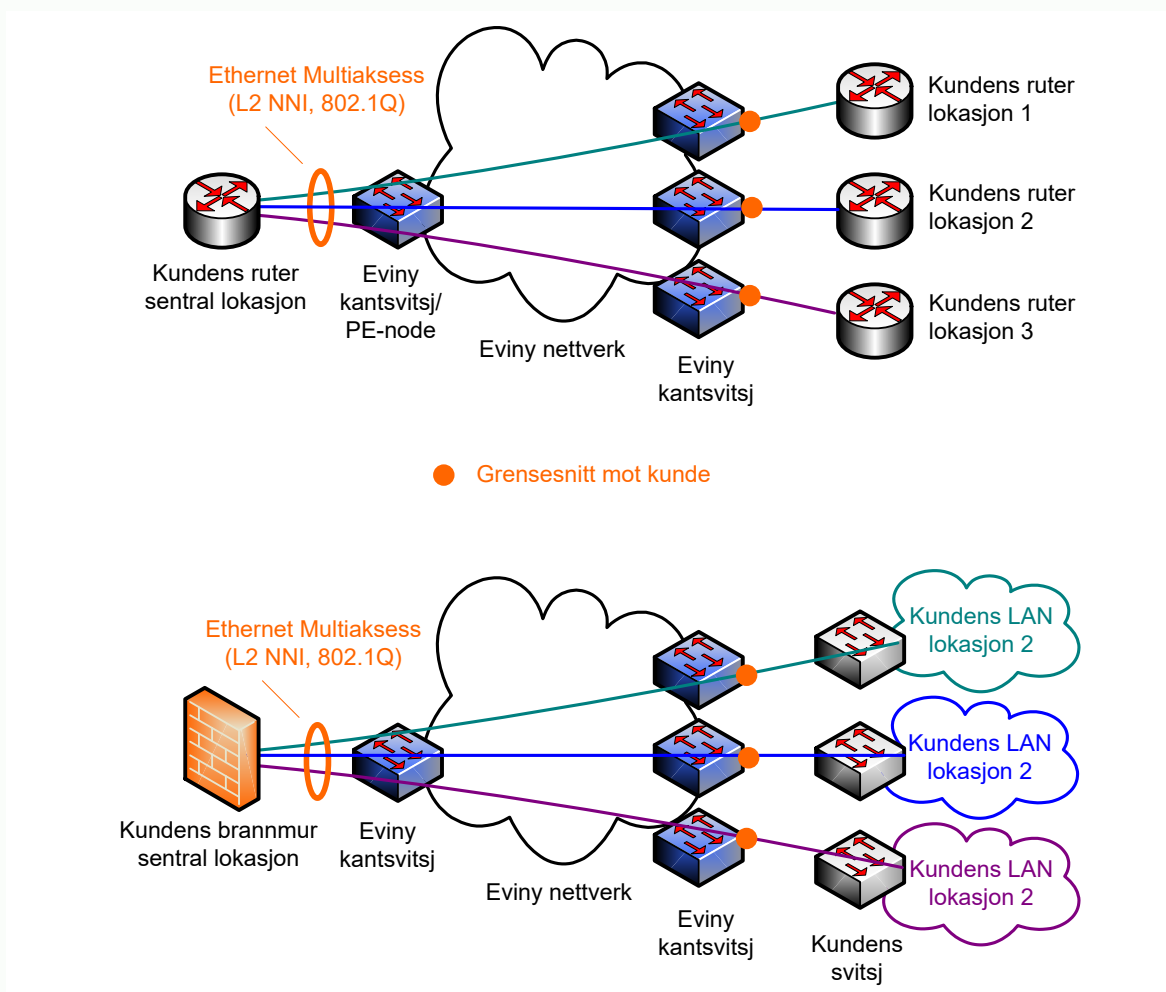 Ethernet Multiaksess
(L2 NNI, 802.1Q)
Kundens ruter
lokasjon 1
Kundens ruter
lokasjon 2
Kundens ruter
sentral lokasjon
Eviny
kantsvitsj/
PE-node
Eviny nettverk
Eviny
kantsvitsj
Kundens ruter
lokasjon 3
Grensesnitt mot kunde
Ethernet Multiaksess
(L2 NNI, 802.1Q)
Kundens LAN
lokasjon 2
Kundens LAN
lokasjon 2
Kundens LAN
lokasjon 2
Kundens brannmur
sentral lokasjon
Eviny
kantsvitsj
Eviny nettverk
Eviny
kantsvitsj
Kundens
svitsj